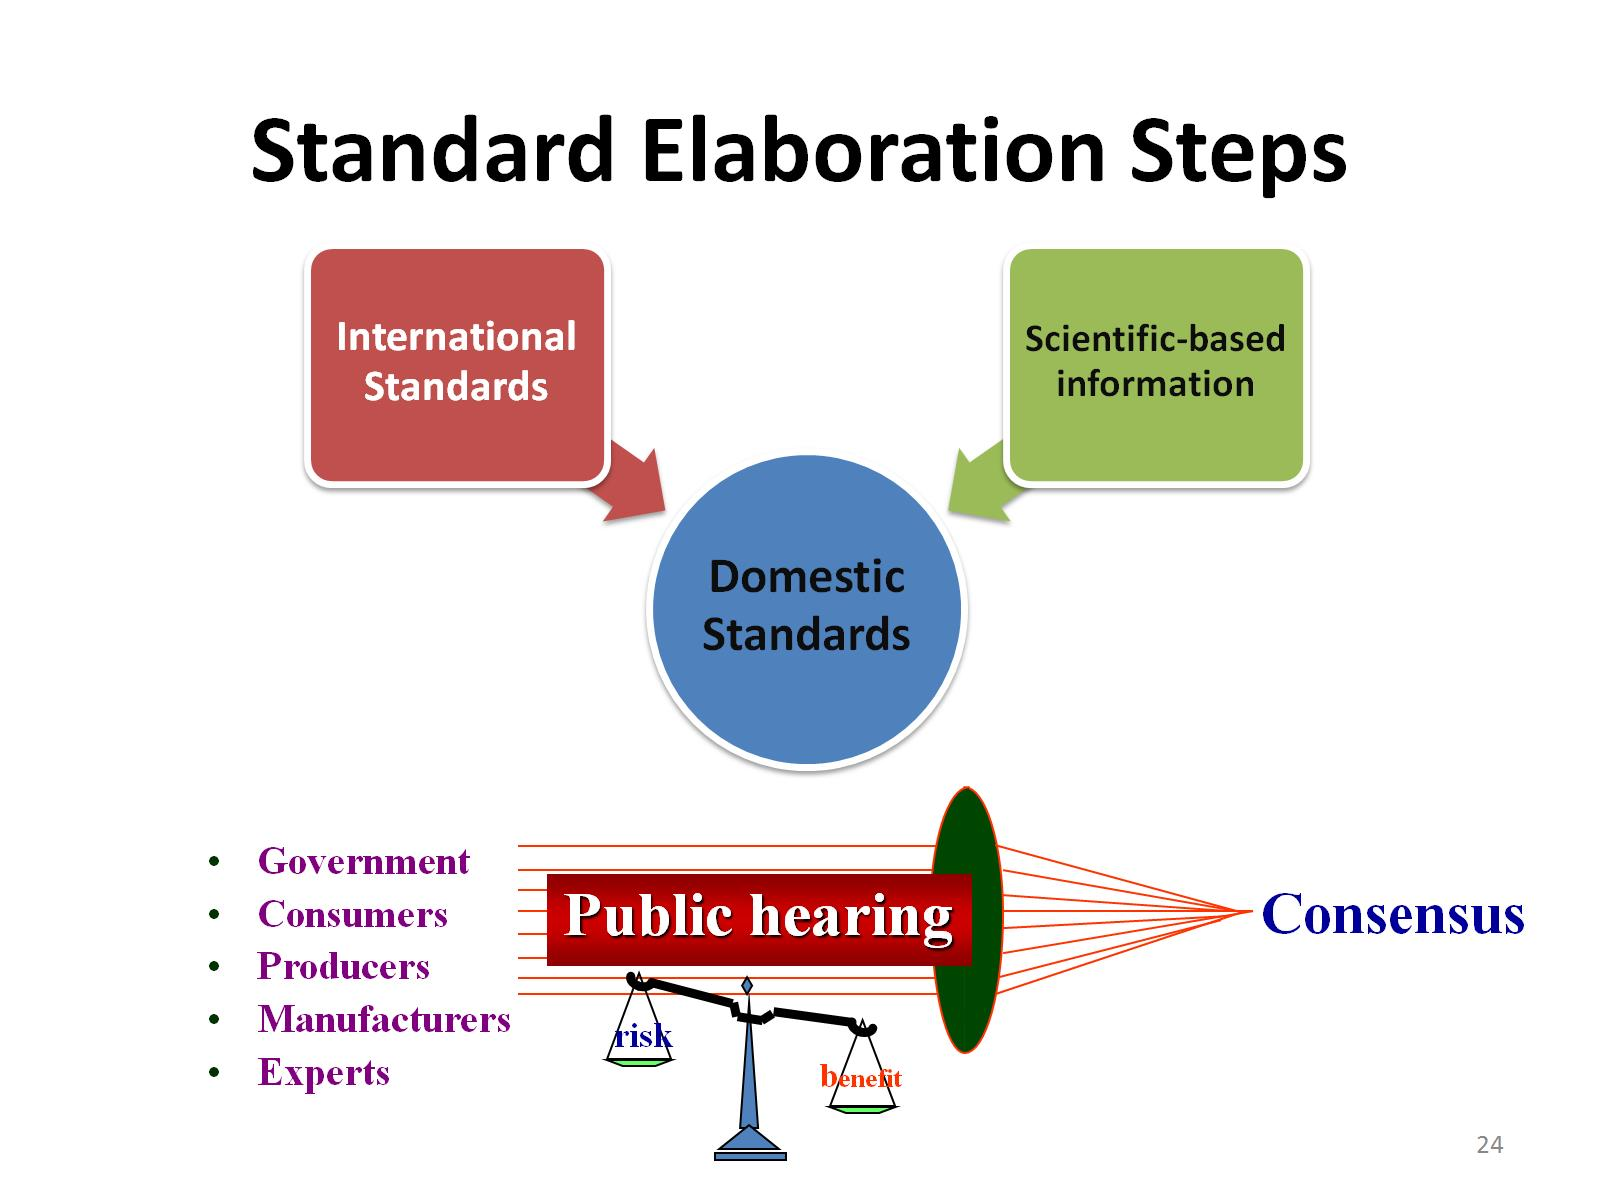 Standard Elaboration Steps
International
Standards
Scientific-based
information
Domestic
Standards
• Government
• Consumers
• Producers
• Manufacturers
• Experts
Public hearing
Consensus
risk
benefit
24